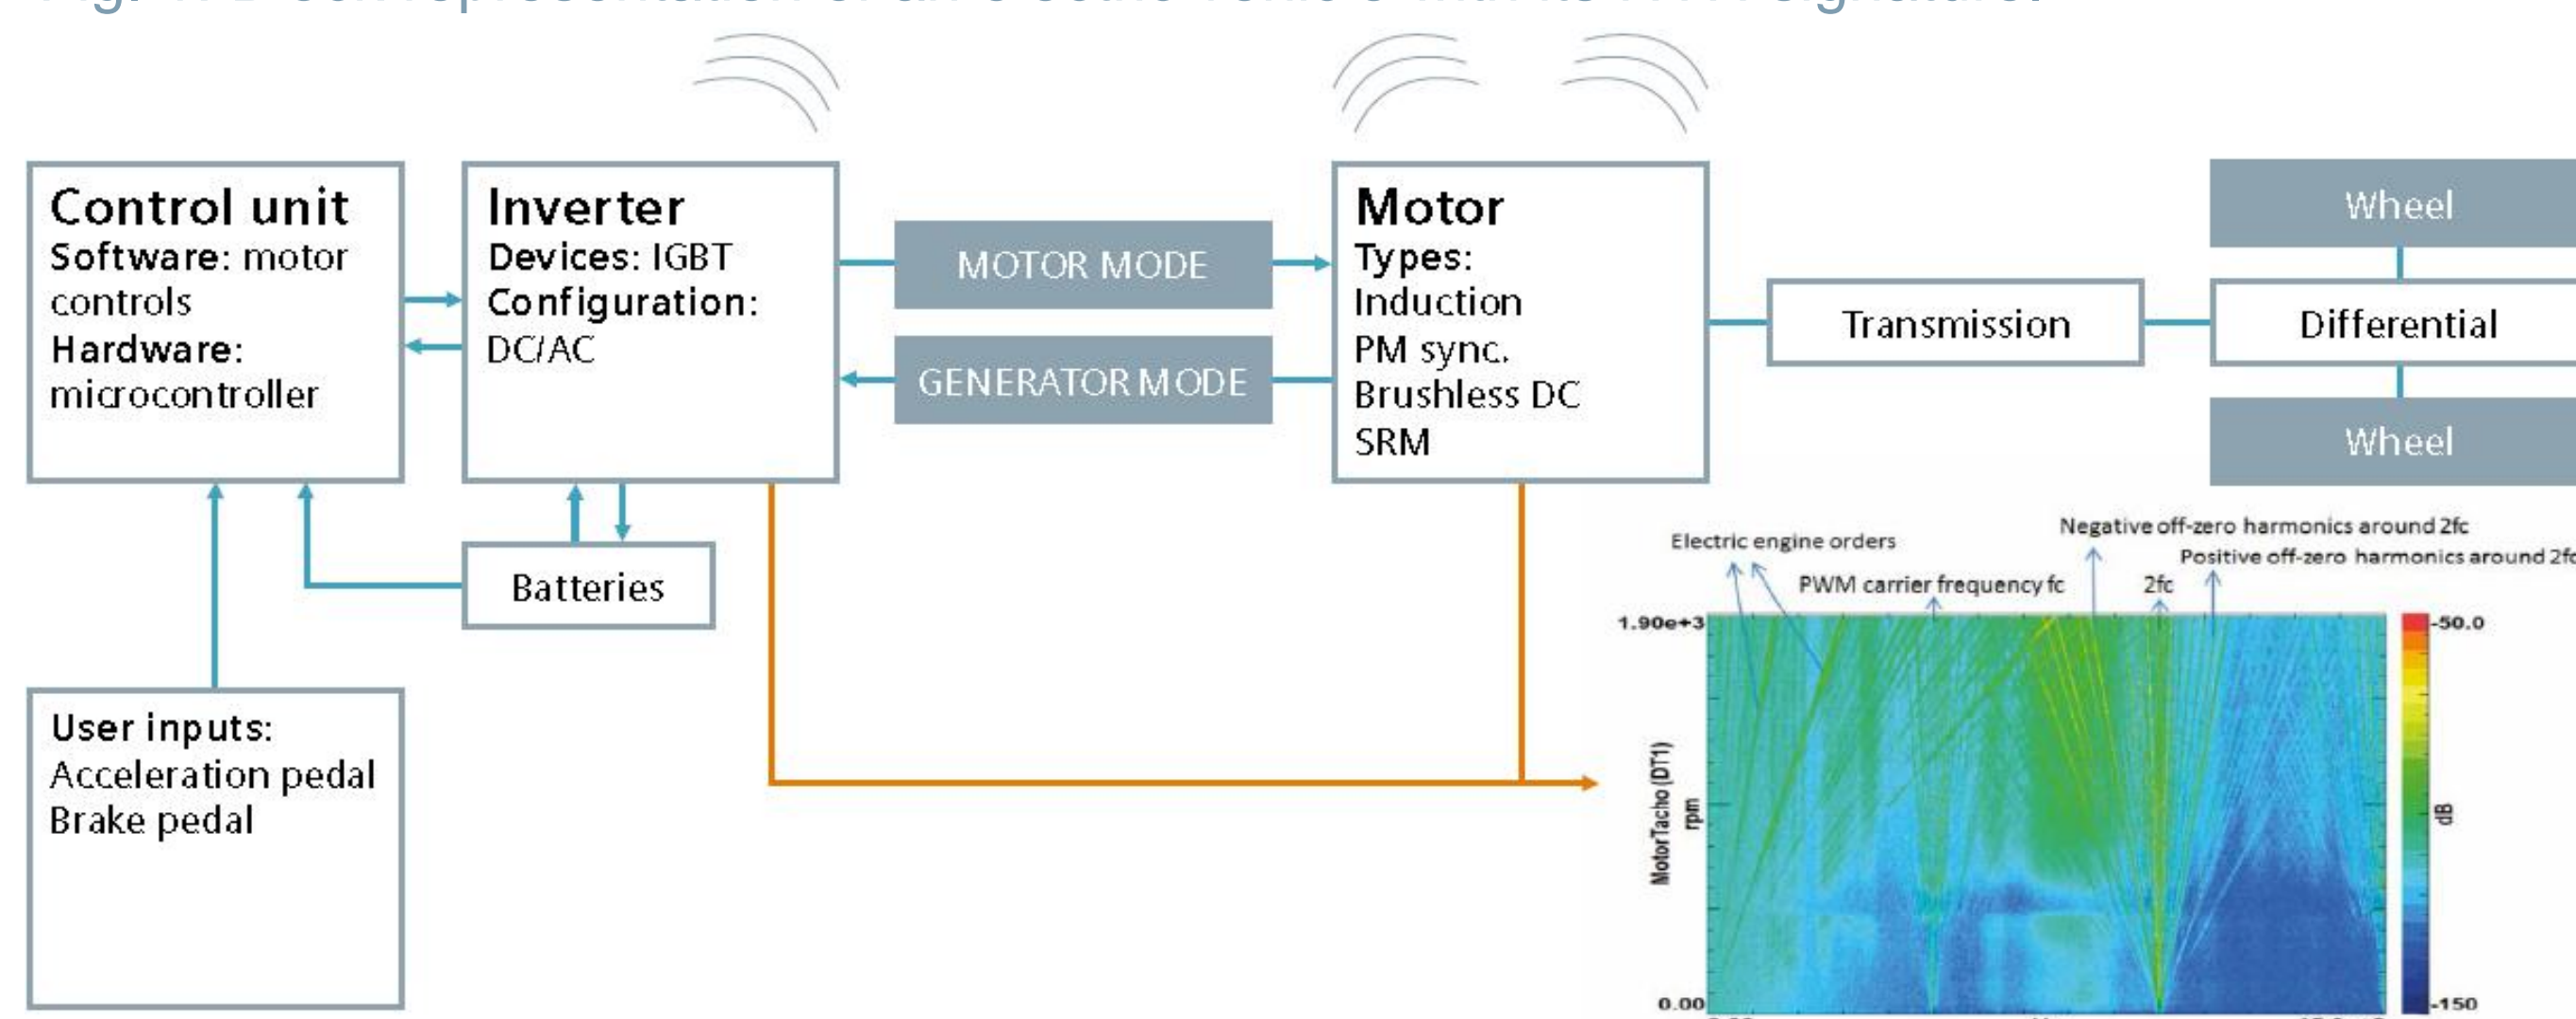 Control unit
Software: motor
controls
Hardware:
microcontroller
Inverter
Devices: IGBT
Configuration:
DC/AC
MOTOR MODE
GENERATOR MODE
Motor
Types:
Induction
PM sync.
Brushless DC
SRM
Transmission
Wheel
Differential
Wheel
Batteries
User inputs:
Acceleration pedal
Brake pedal
Electric engine orders
Negative off-zero harmonics around 2fc
Positive off-zero harmonics around 2fc
PWM carrier frequency fc
2fc
1.90e+3
MotorTacho (DT1)
rpm
0.00
-50.0
dB
-150